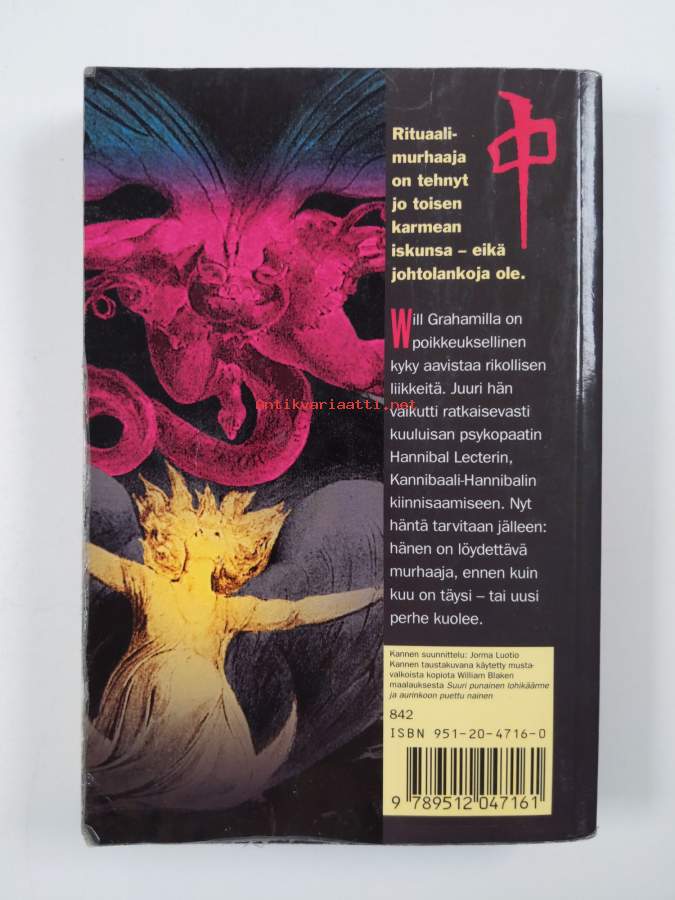 中
Rituaali-
murhaaja
on tehnyt
jo toisen
karmean
iskunsa – eikä
johtolankoja ole.
Will Grahamilla on
poikkeuksellinen
kyky aavistaa rikollisen
liikkeitä. Juuri hän
vaikutti ratkaisevasti
kuuluisan psykopaatin
Hannibal Lecterin,
Kannibaali-Hannibalin
kiinnisaamiseen. Nyt
häntä tarvitaan jälleen:
hänen on löydettävä
murhaaja, ennen kuin
kuu on täysi – tai uusi
perhe kuolee.
Antikvariaatti.net
Kannen suunnittelu: Jorma Luotio
Kannen taustakuvana käytetty musta-
valkoista kopiota William Blaken
maalauksesta Suuri punainen lohikäärme
ja aurinkoon puettu nainen
842
ISBN 951-20-4716-0
9 789512 047161